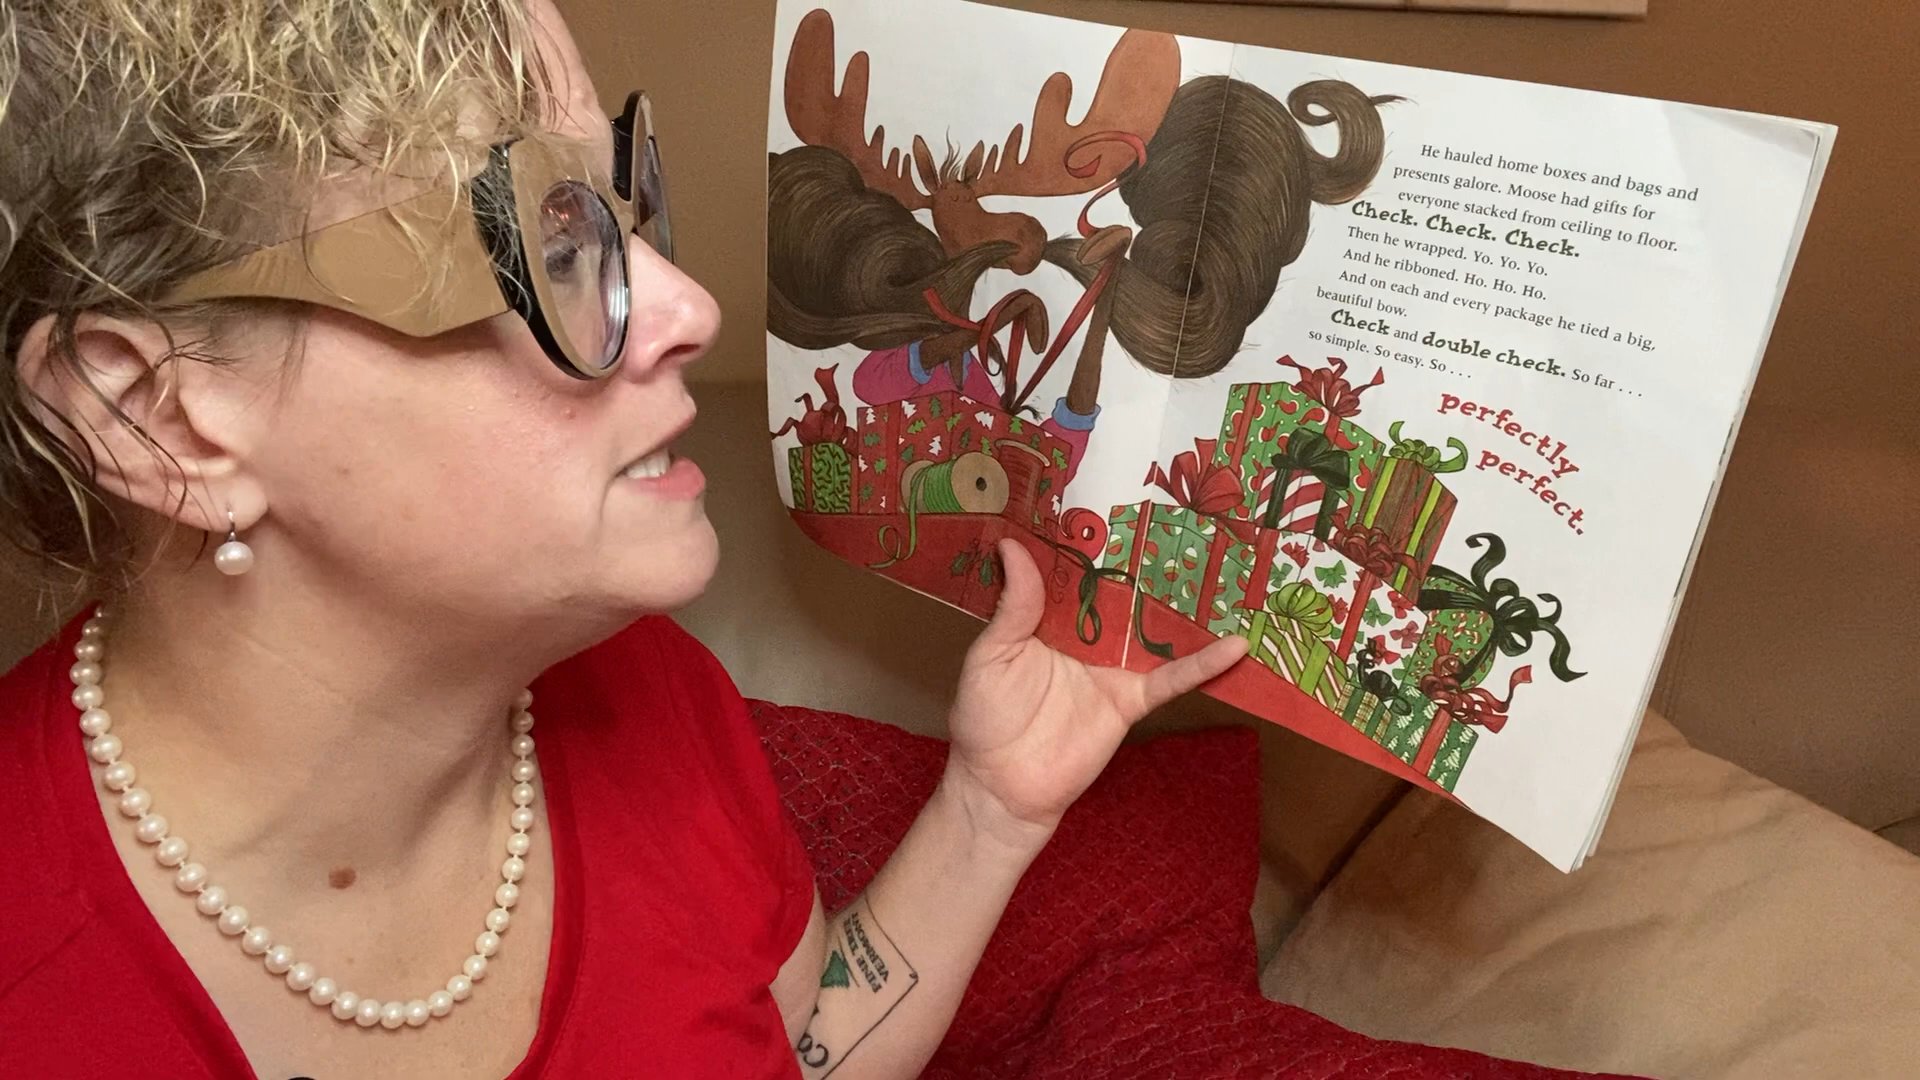 He hauled home boxes and bags and
presents galore. Moose had gifts for
everyone stacked from ceiling to floor.
Check. Check. Check.
Then he wrapped. Yo. Yo. Yo.
And he ribboned. Ho. Ho. Ho.
And on each and every package he tied a big,
beautiful bow.
Check and double check. So far . . .
so simple. So easy. So . . .
perfectly
perfect.
PINE TREE
VERMONT